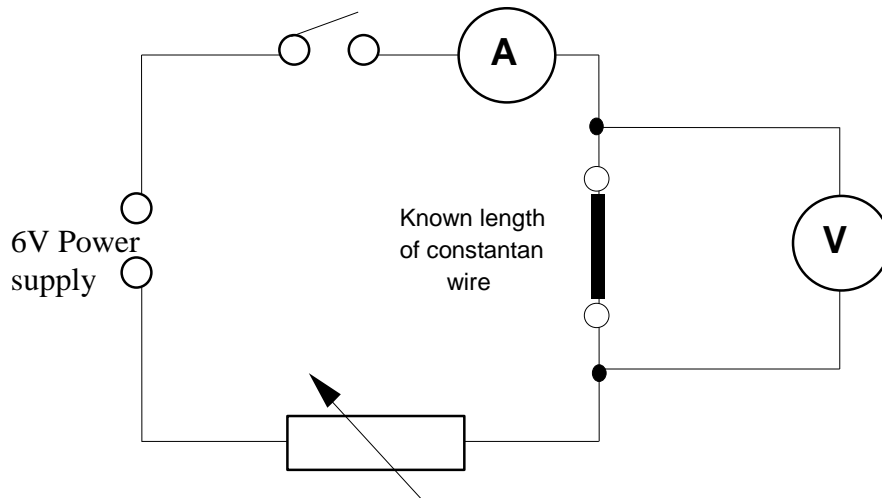 A
Known length
of constantan
wire
V
6V Power
supply